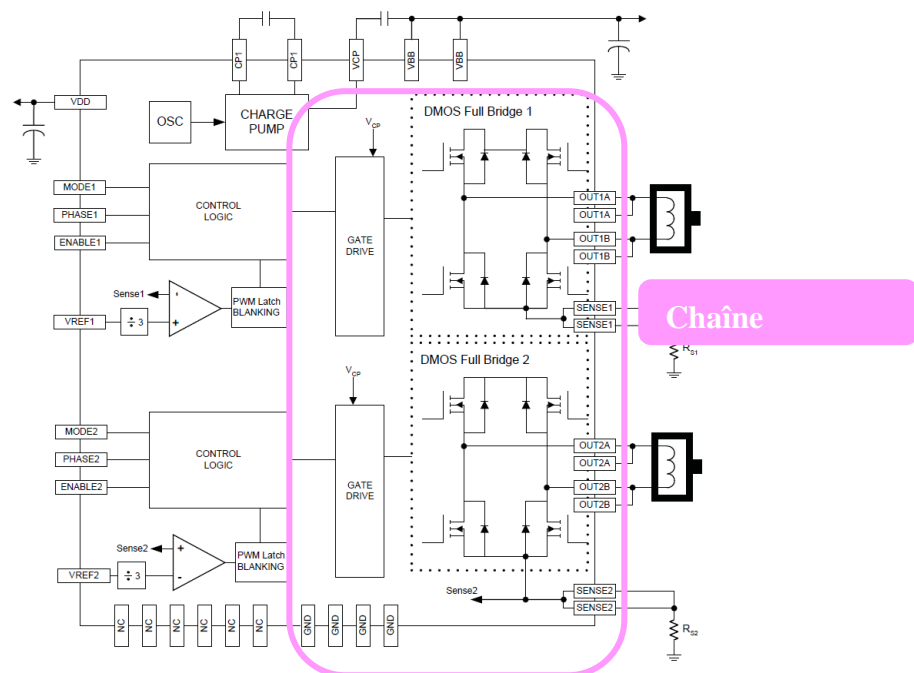 CP1
CP1
VCP
VBB
VBB
VDD
OSC
CHARGE
PUMP
DMOS Full Bridge 1
VCP
MODE1
PHASE1
ENABLE1
CONTROL
LOGIC
GATE
DRIVE
OUT1A
OUT1A
OUT1B
OUT1B
Sense1
-
+
PWM Latch
BLANKING
VREF1
÷ 3
SENSE1
SENSE1
Chaîne
RS1
DMOS Full Bridge 2
VCP
MODE2
PHASE2
ENABLE2
CONTROL
LOGIC
GATE
DRIVE
OUT2A
OUT2A
OUT2B
OUT2B
Sense2
+
-
PWM Latch
BLANKING
VREF2
÷ 3
Sense2
SENSE2
SENSE2
RS2
NC
NC
NC
NC
NC
NC
GND
GND
GND
GND